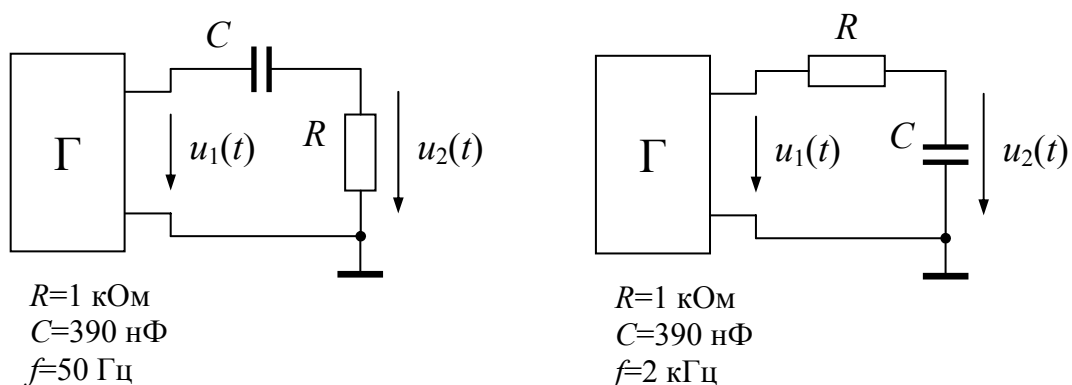 C
Г
u₁(t)
R
u₂(t)
R=1 кОм
C=390 нФ
f=50 Гц
R
Г
u₁(t)
C
u₂(t)
R=1 кОм
C=390 нФ
f=2 кГц